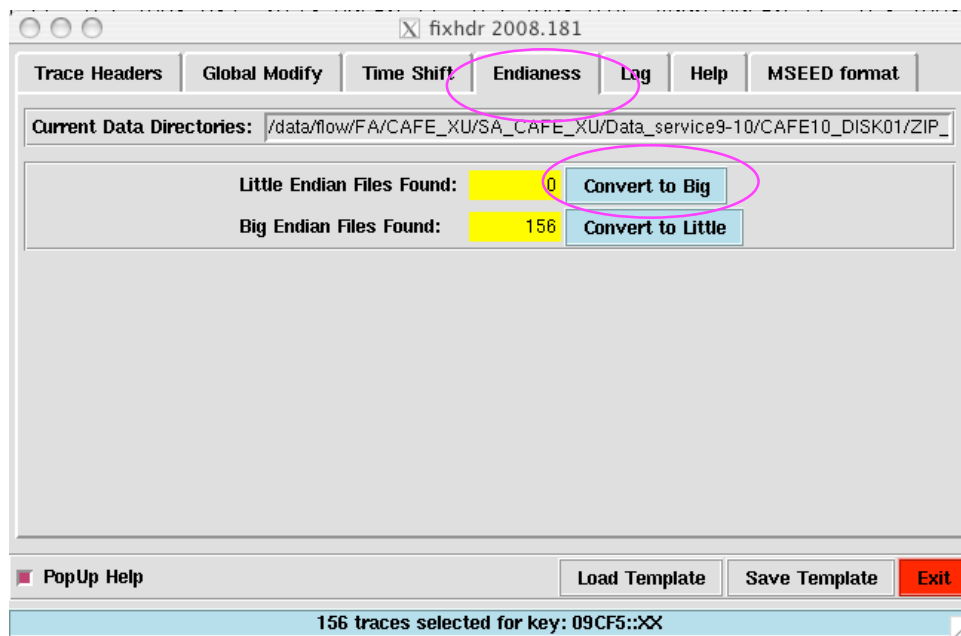 fixhdr 2008.181
Trace Headers Global Modify Time Shift Endianess Log Help MSEED format
Current Data Directories: /data/flow/FA/CAFE_XU/SA_CAFE_XU/Data_service9-10/CAFE10_DISK01/ZIP_
Little Endian Files Found: 0 Convert to Big
Big Endian Files Found: 156 Convert to Little
PopUp Help Load Template Save Template Exit
156 traces selected for key: 09CF5::XX